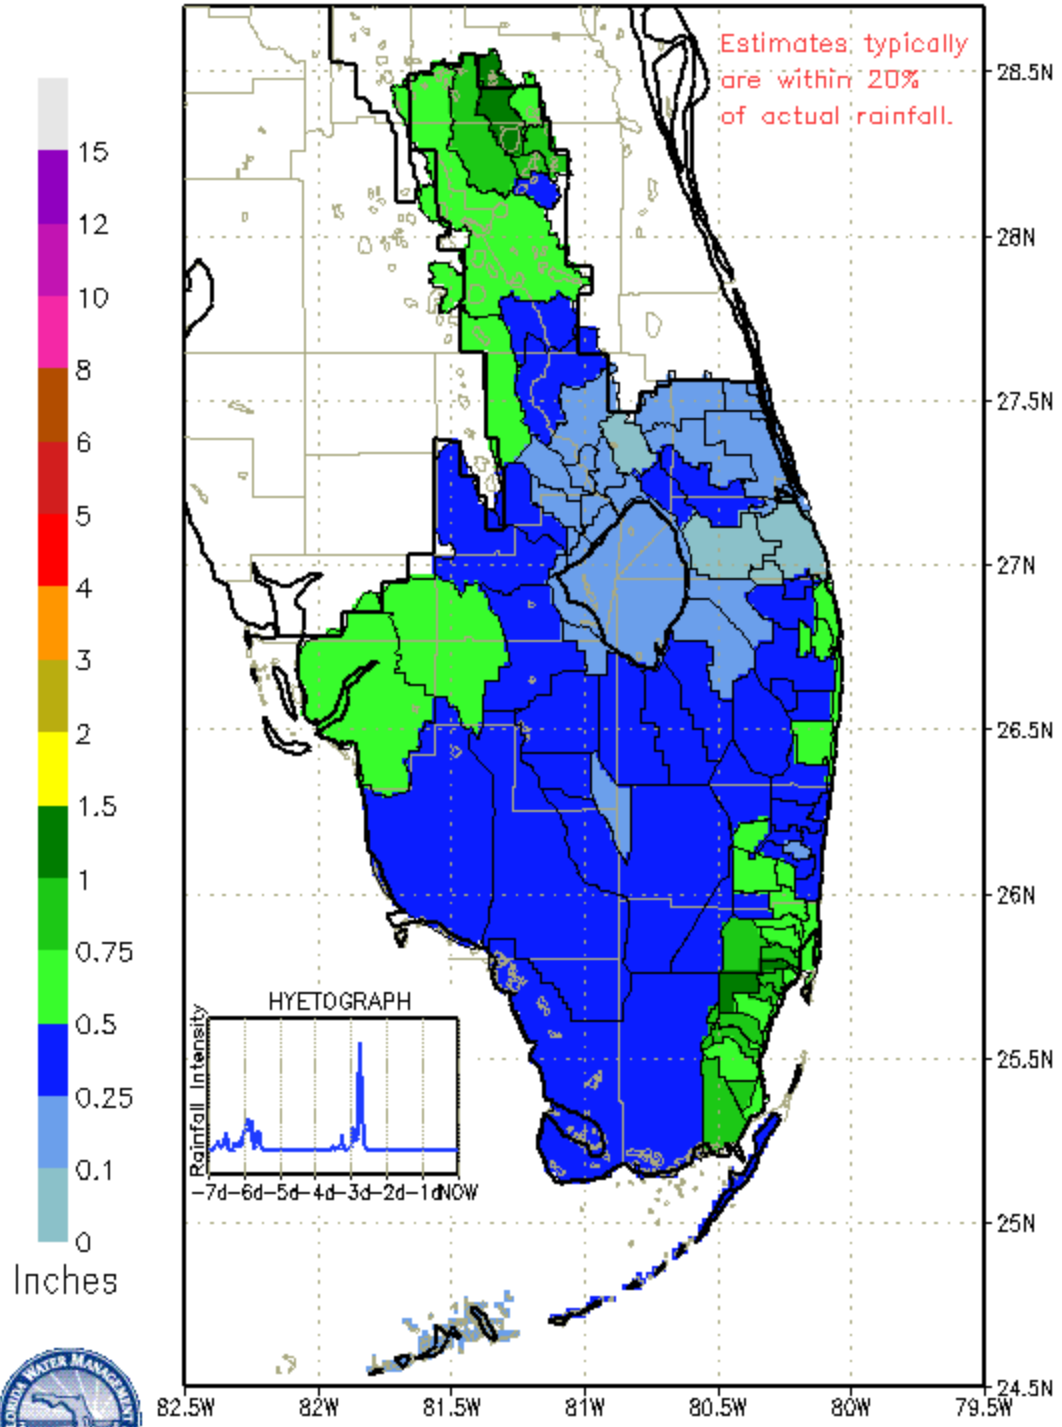 Estimates typically
are within 20%
of actual rainfall.
15
12
10
8
6
5
4
3
2
1.5
1
0.75
0.5
0.25
0.1
0
Inches
28.5N
28N
27.5N
27N
26.5N
26N
25.5N
25N
24.5N
HYETOGRAPH
Rainfall Intensity
-7d-6d-5d-4d-3d-2d-1dNOW
82.5W 82W 81.5W 81W 80.5W 80W 79.5W
WATER MANAGEMENT